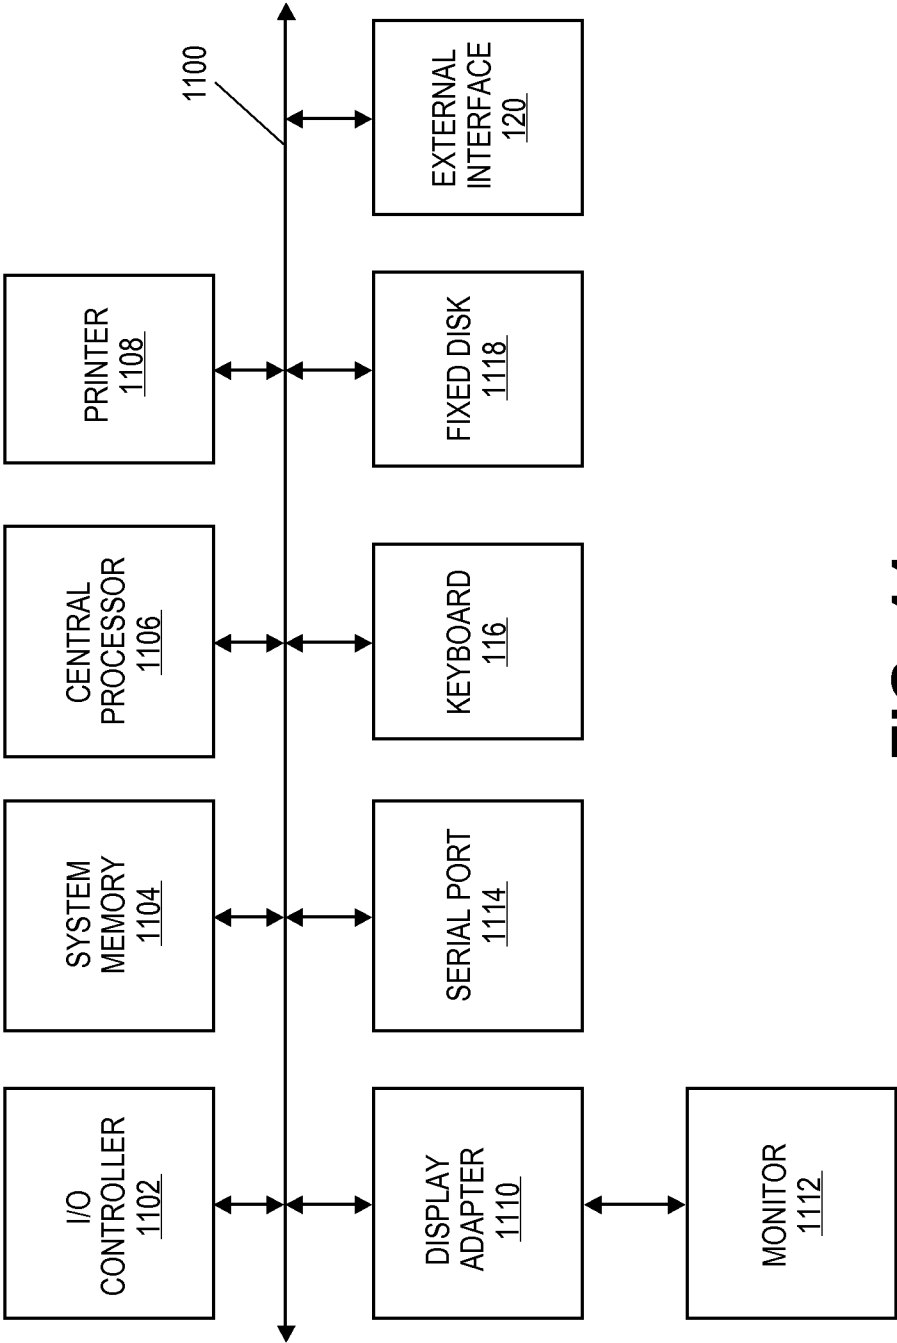 I/O
CONTROLLER
1102
SYSTEM
MEMORY
1104
CENTRAL
PROCESSOR
1106
PRINTER
1108
1100
DISPLAY
ADAPTER
1110
SERIAL PORT
1114
KEYBOARD
116
FIXED DISK
1118
EXTERNAL
INTERFACE
120
MONITOR
1112